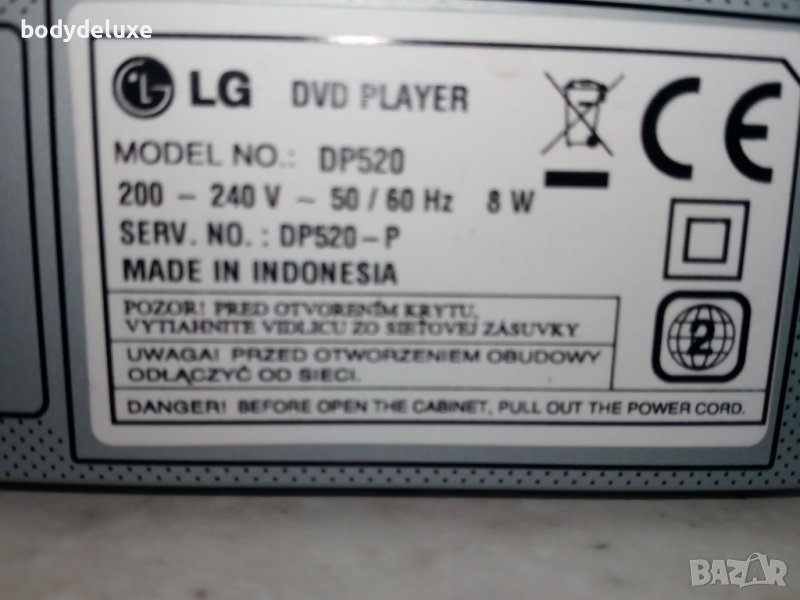 bodydeluxe
LG DVD PLAYER
MODEL NO.: DP520
200 - 240 V ~ 50 / 60 Hz 8 W
SERV. NO. : DP520-P
MADE IN INDONESIA
CE
POZOR! PRED OTVORENÍM KRYTU,
VYTIAHNITE VIDLICU ZO SIEŤOVEJ ZÁSUVKY
UWAGA! PRZED OTWORZENIEM OBUDOWY
ODŁĄCZYĆ OD SIECI.
DANGER! BEFORE OPEN THE CABINET, PULL OUT THE POWER CORD.
2
BAZAR